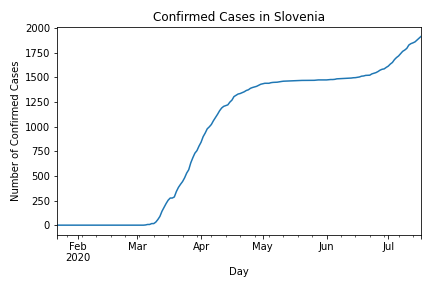 Confirmed Cases in Slovenia
2000
1750
1500
1250
1000
750
500
250
0
Number of Confirmed Cases
Feb
2020
Mar
Apr
May
Jun
Jul
Day